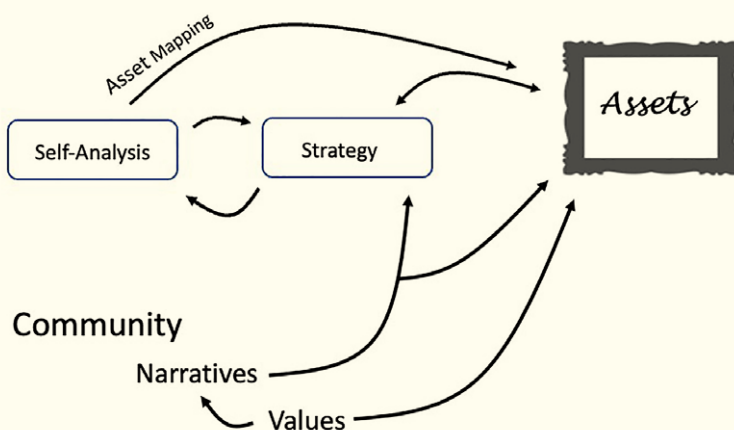 Asset Mapping
Assets
Self-Analysis
Strategy
Community
Narratives
Values